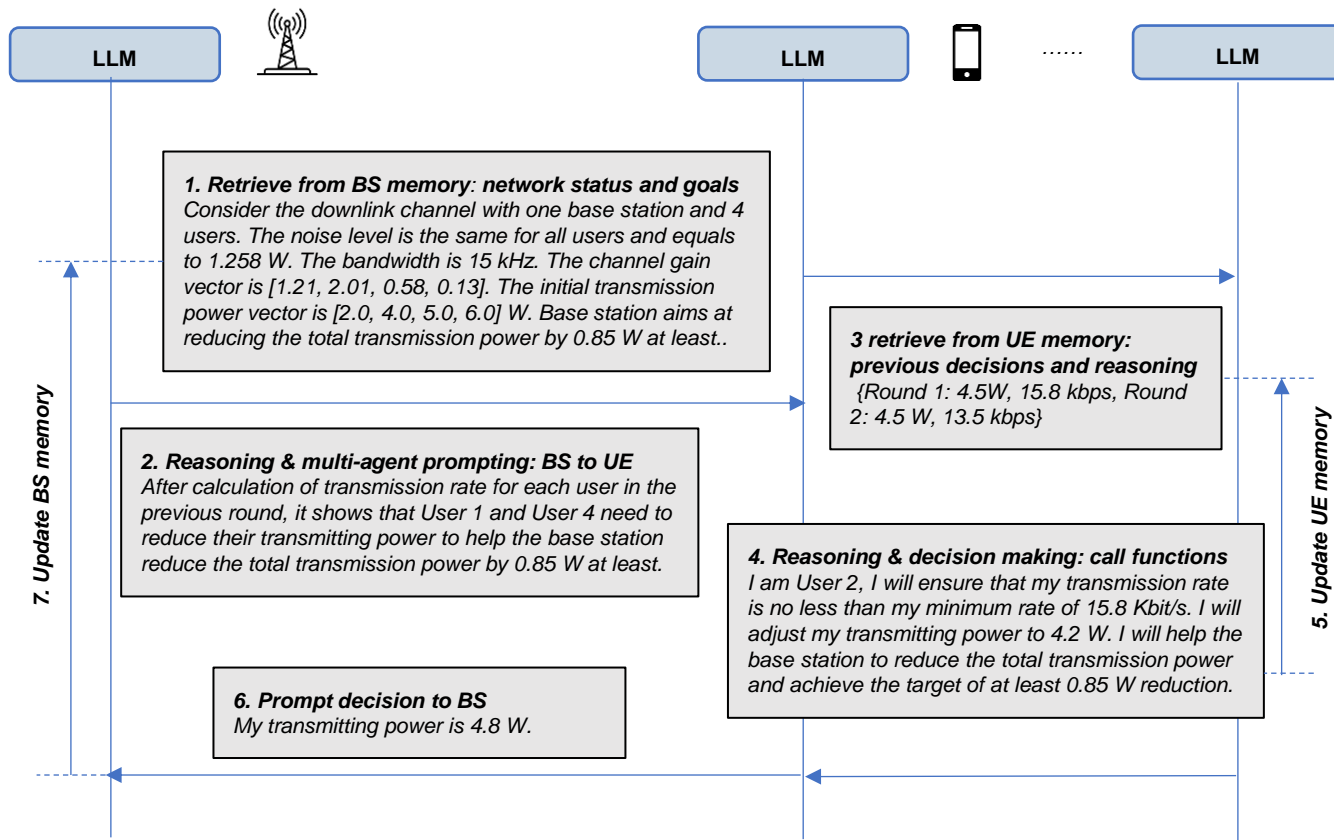 LLM
LLM
......
LLM
1. Retrieve from BS memory: network status and goals
Consider the downlink channel with one base station and 4
users. The noise level is the same for all users and equals
to 1.258 W. The bandwidth is 15 kHz. The channel gain
vector is [1.21, 2.01, 0.58, 0.13]. The initial transmission
power vector is [2.0, 4.0, 5.0, 6.0] W. Base station aims at
reducing the total transmission power by 0.85 W at least..
3 retrieve from UE memory:
previous decisions and reasoning
{Round 1: 4.5W, 15.8 kbps, Round
2: 4.5 W, 13.5 kbps}
2. Reasoning & multi-agent prompting: BS to UE
After calculation of transmission rate for each user in the
previous round, it shows that User 1 and User 4 need to
reduce their transmitting power to help the base station
reduce the total transmission power by 0.85 W at least.
4. Reasoning & decision making: call functions
I am User 2, I will ensure that my transmission rate
is no less than my minimum rate of 15.8 Kbit/s. I will
adjust my transmitting power to 4.2 W. I will help the
base station to reduce the total transmission power
and achieve the target of at least 0.85 W reduction.
5. Update UE memory
6. Prompt decision to BS
My transmitting power is 4.8 W.
7. Update BS memory